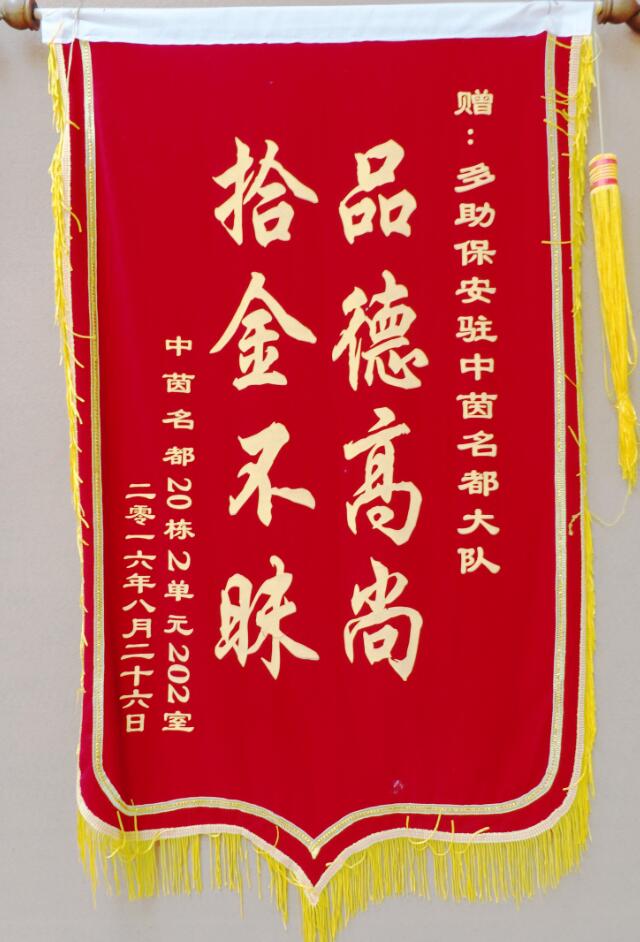 赠：多助保安驻中茵名都大队
品德高尚
拾金不昧
中茵名都20栋2单元202室
二零一六年八月二十六日